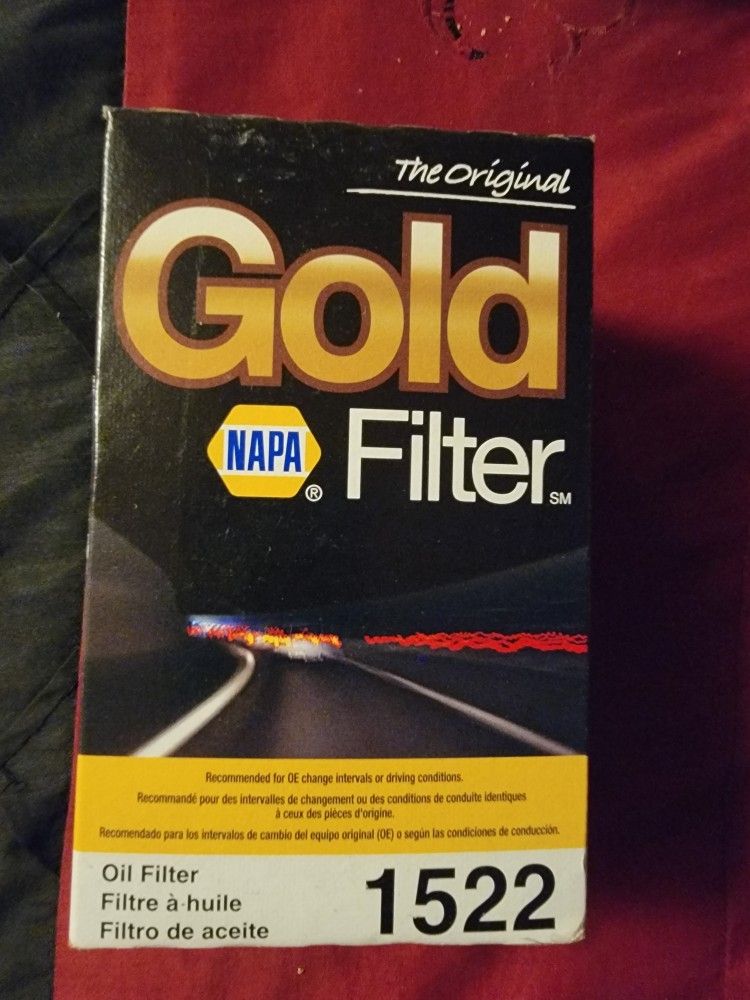 The Original
Gold
NAPA ® Filter SM
Recommended for OE change intervals or driving conditions.
Recommandé pour des intervalles de changement ou des conditions de conduite identiques
à ceux des pièces d'origine.
Recomendado para los intervalos de cambio del equipo original (OE) o según las condiciones de conducción.
Oil Filter
Filtre à huile
Filtro de aceite
1522